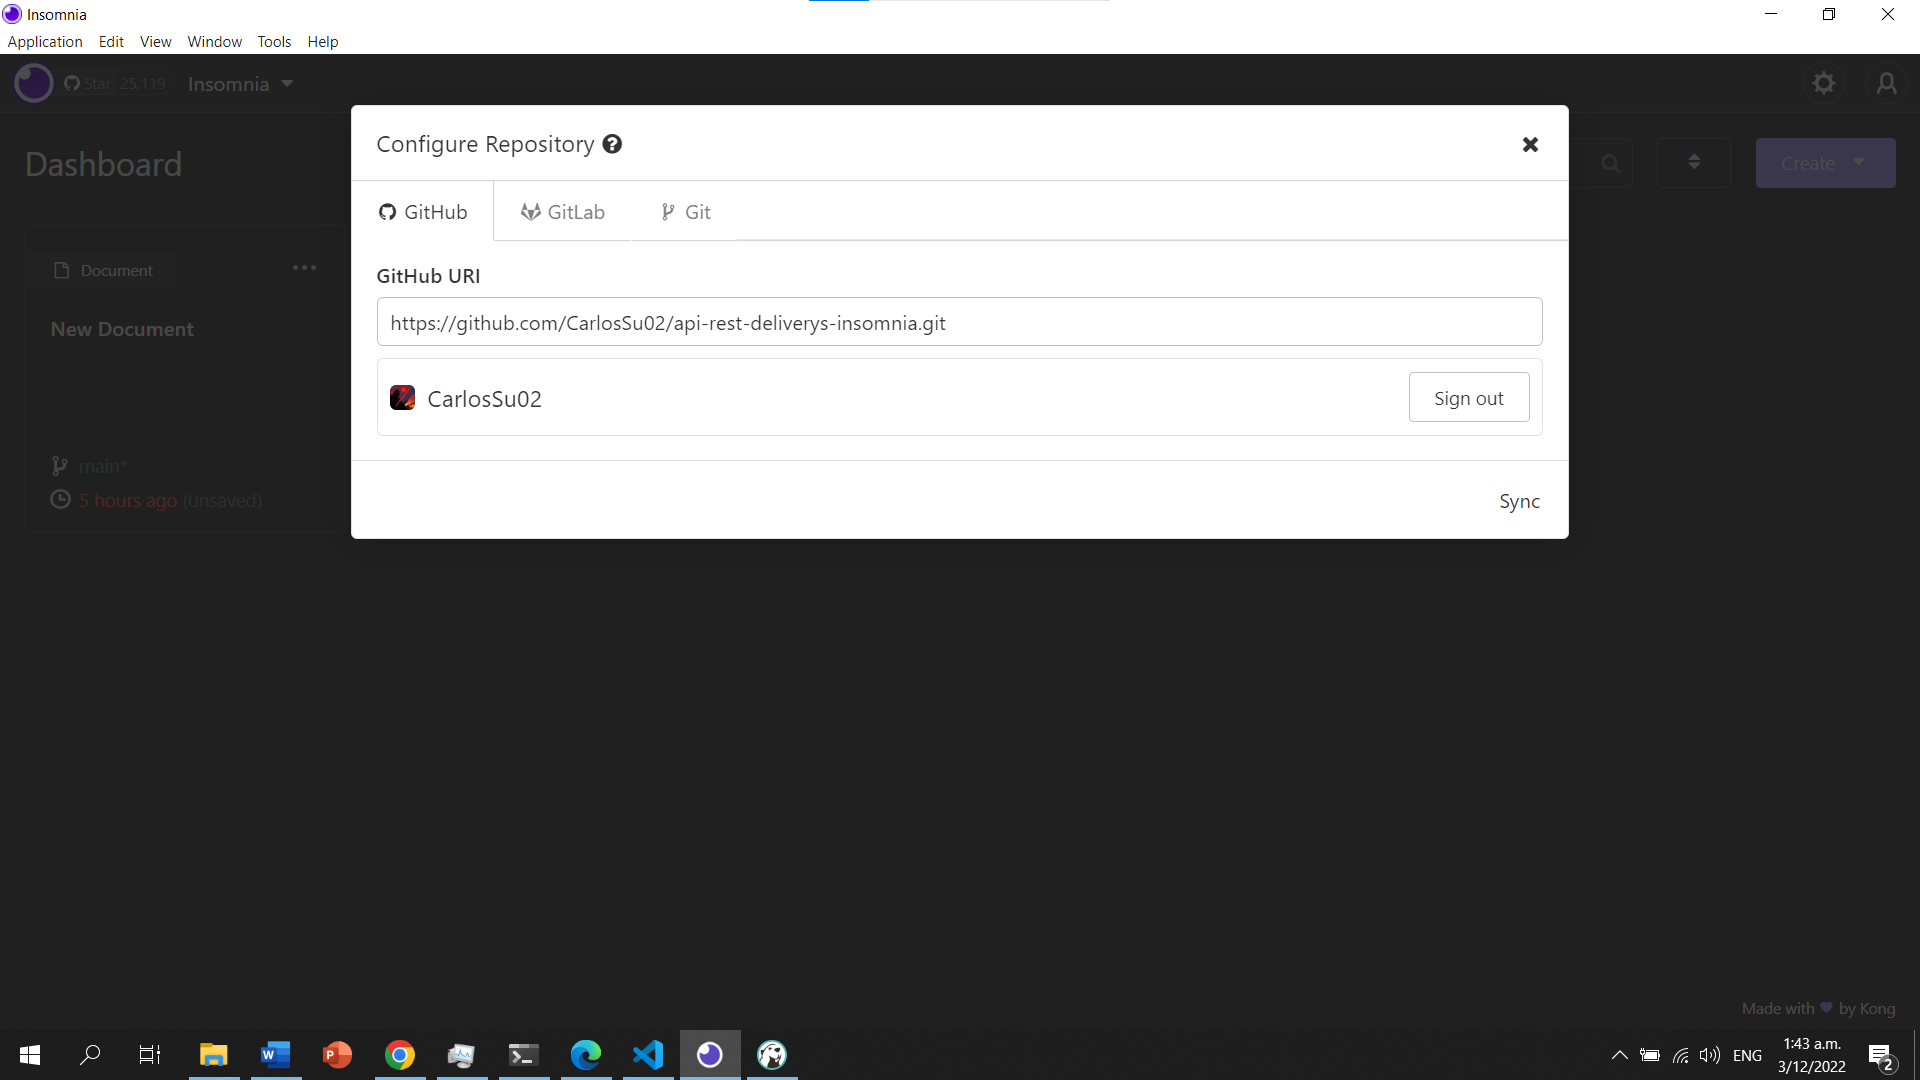 Insomnia
Application Edit View Window Tools Help
Star 25,119 Insomnia
Dashboard
Create
Configure Repository
GitHub GitLab Git
GitHub URI
https://github.com/CarlosSu02/api-rest-deliverys-insomnia.git
CarlosSu02
Sign out
Sync
Document
New Document
main*
5 hours ago (unsaved)
Made with ♥ by Kong
ENG
1:43 a.m.
3/12/2022
2